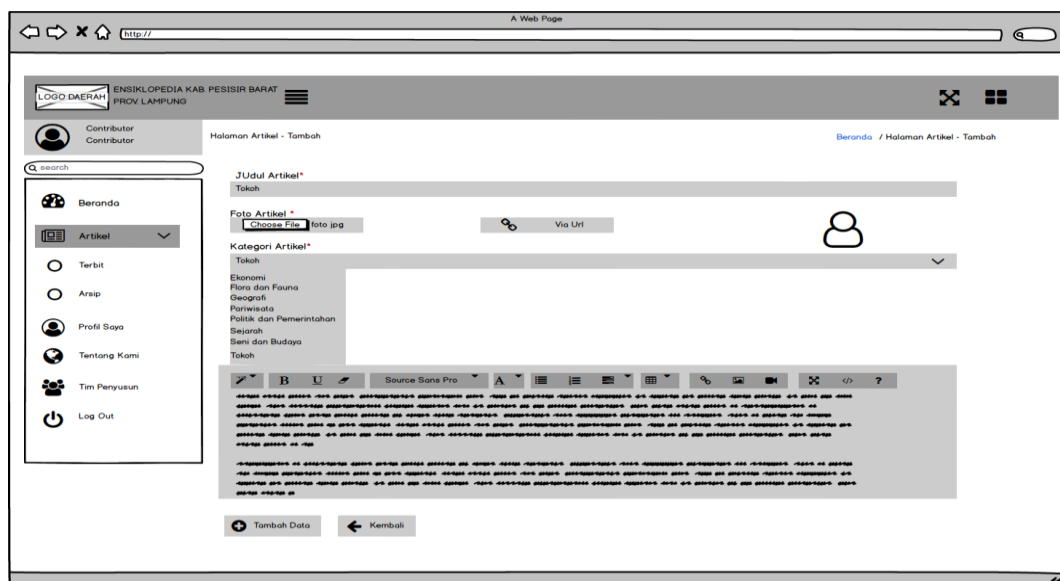 A Web Page
http://
LOGO DAERAH
ENSIKLOPEDIA KAB. PESISIR BARAT
PROV LAMPUNG
Contributor
Contributor
Halaman Artikel - Tambah
Beranda / Halaman Artikel - Tambah
search
Beranda
Artikel
Terbit
Arsip
Profil Saya
Tentang Kami
Tim Penyusun
Log Out
JUdul Artikel*
Tokoh
Foto Artikel *
Choose File foto jpg
Via Url
Kategori Artikel*
Tokoh
Ekonomi
Flora dan Fauna
Geografi
Pariwisata
Politik dan Pemerintahan
Sejarah
Seni dan Budaya
Tokoh
B U Source Sans Pro A </> ?
Tambah Data
Kembali